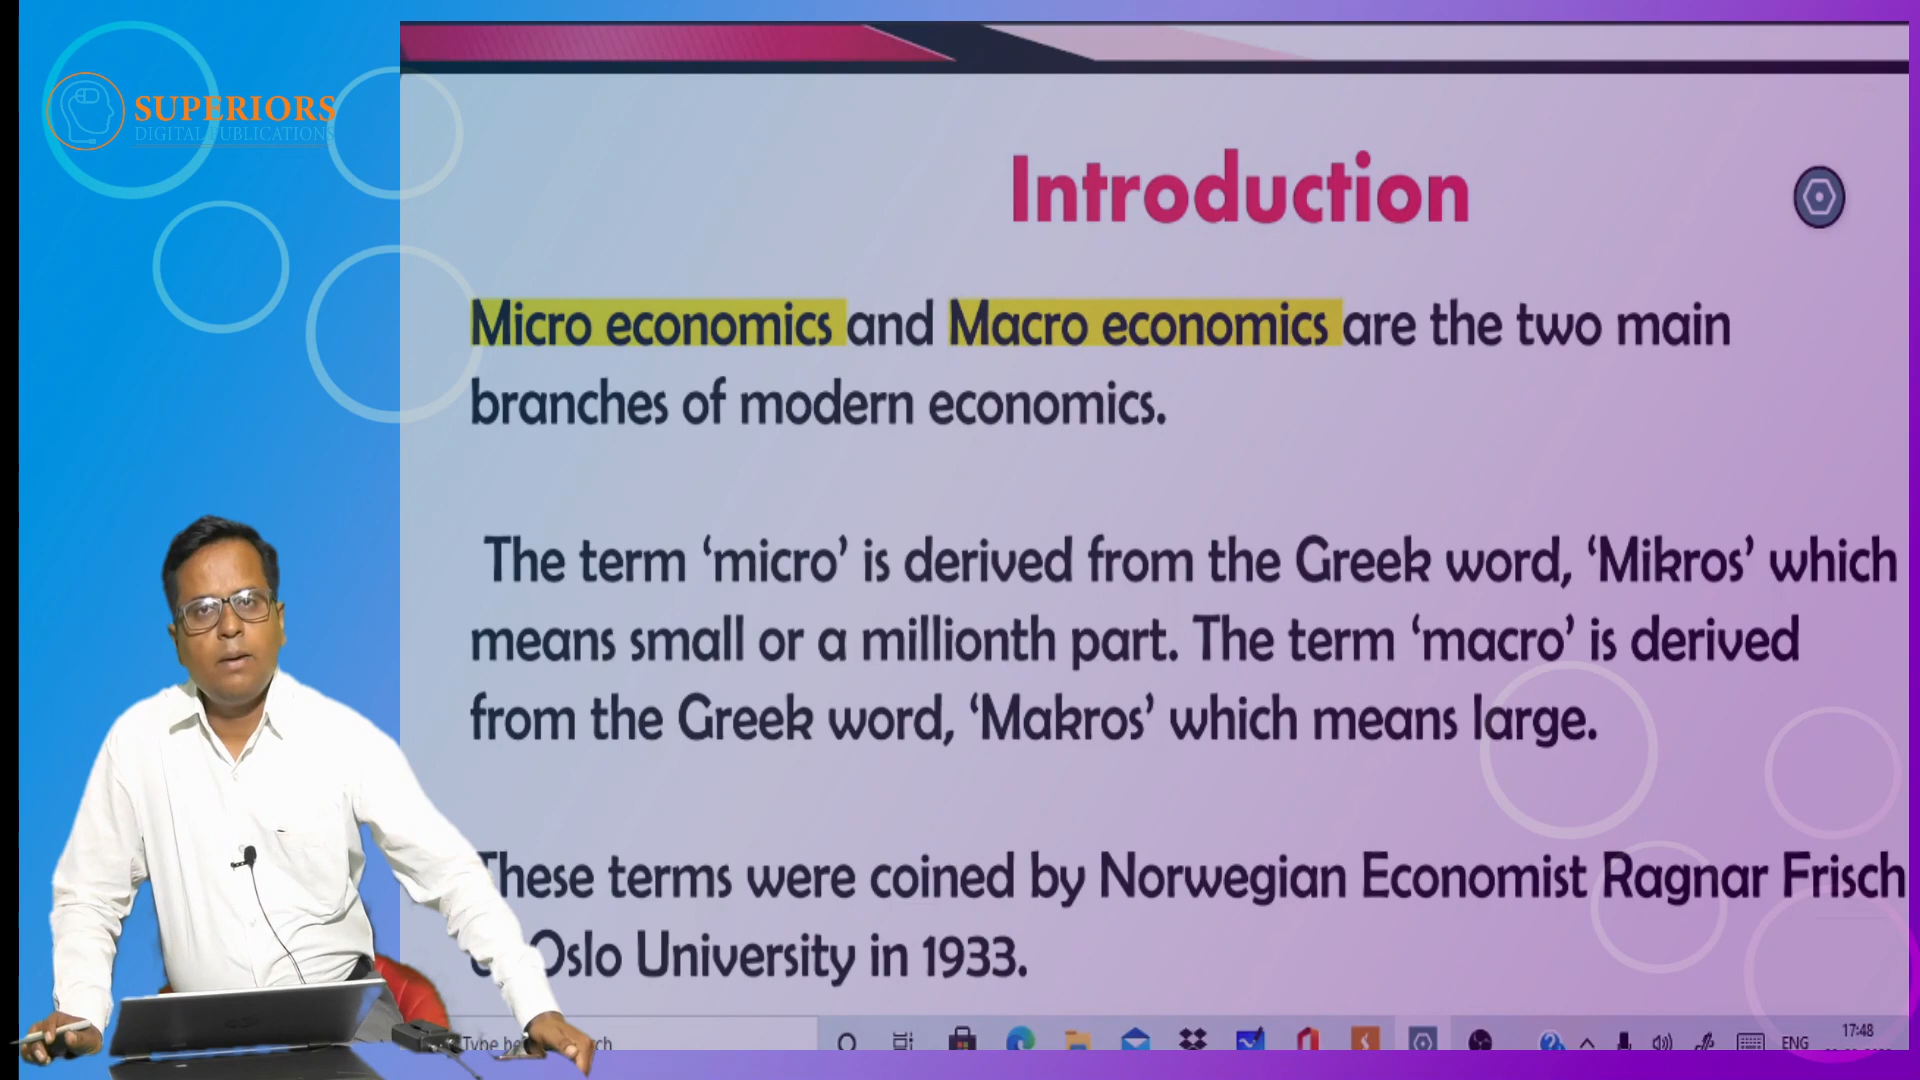 SUPERIORS
DIGITAL PUBLICATIONS
Introduction
Micro economics and Macro economics are the two main
branches of modern economics.
The term ‘micro’ is derived from the Greek word, ‘Mikros’ which
means small or a millionth part. The term ‘macro’ is derived
from the Greek word, ‘Makros’ which means large.
These terms were coined by Norwegian Economist Ragnar Frisch
Oslo University in 1933.
Type
17:48
ENG